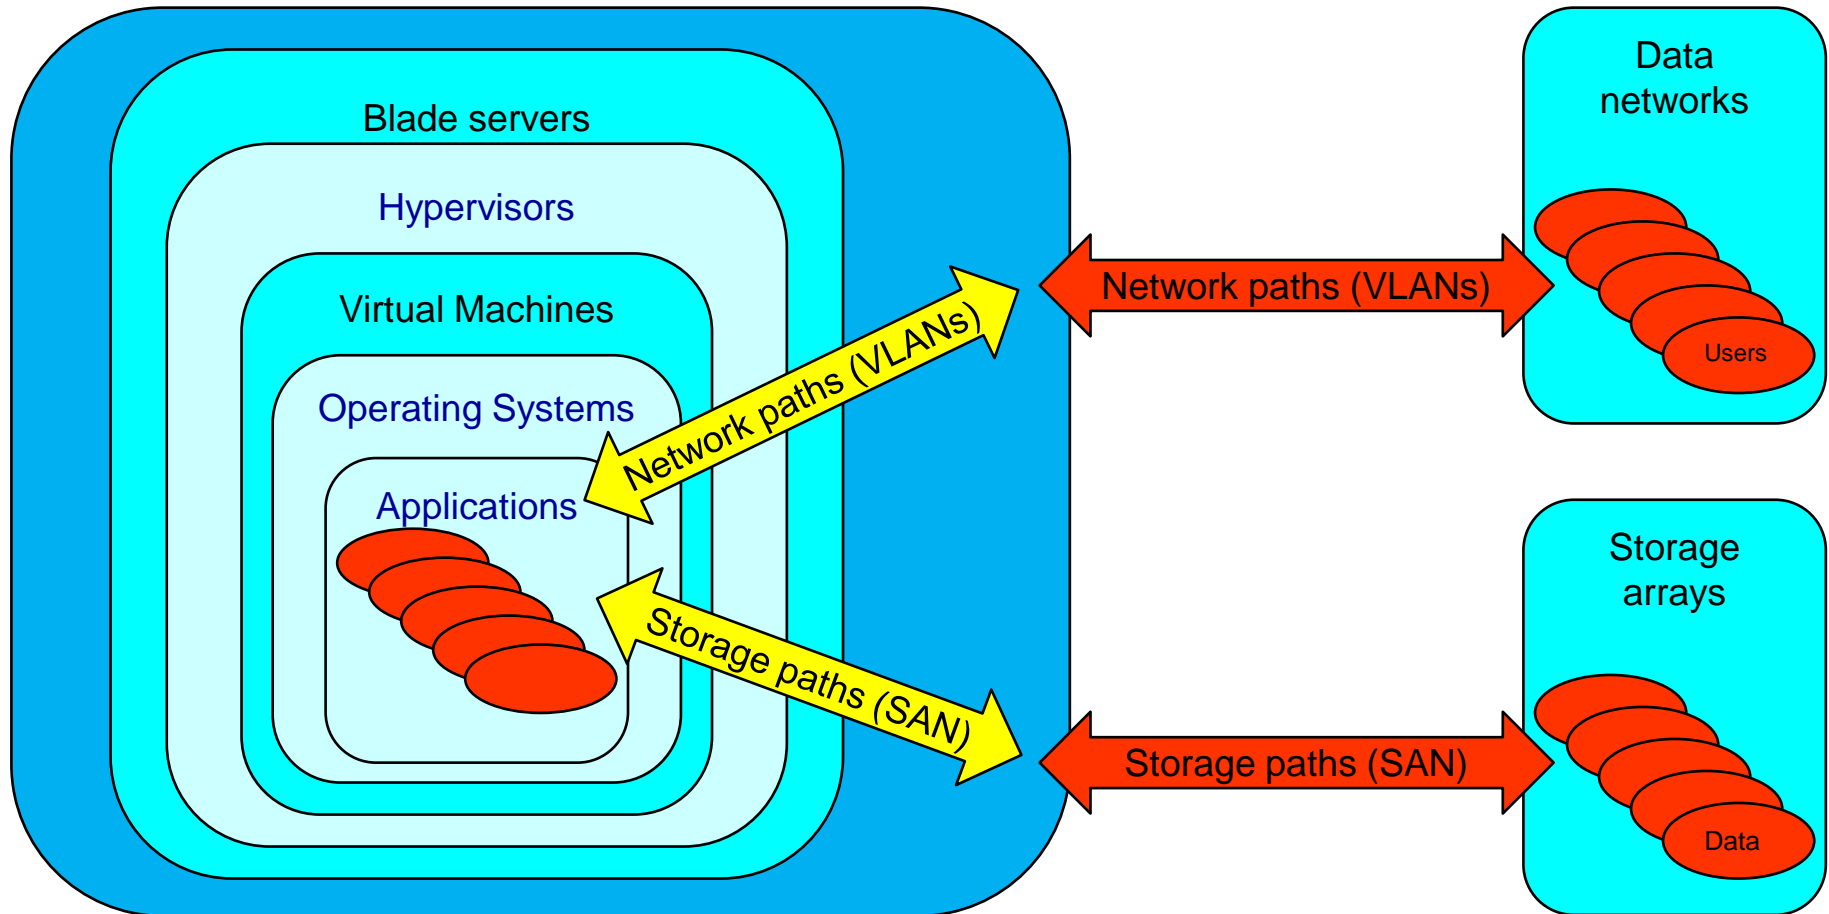 Blade servers
Hypervisors
Virtual Machines
Operating Systems
Applications
Network paths (VLANs)
Storage paths (SAN)
Network paths (VLANs)
Storage paths (SAN)
Data
networks
Users
Storage
arrays
Data